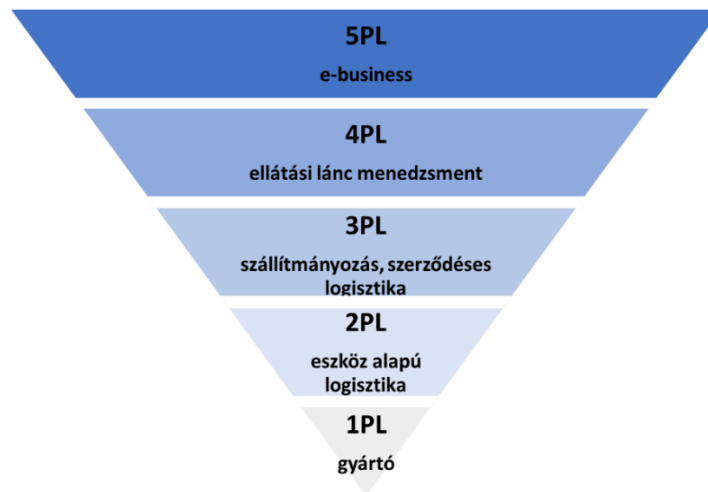 5PL
e-business
4PL
ellátási lánc menedzsment
3PL
szállítmányozás, szerződéses
logisztika
2PL
eszköz alapú
logisztika
1PL
gyártó